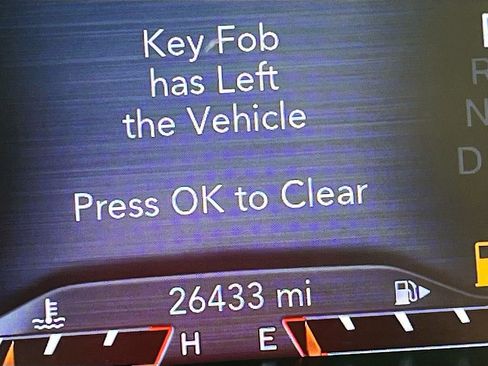 Key Fob
has Left
the Vehicle
Press OK to Clear
R
N
D
26433 mi
H E